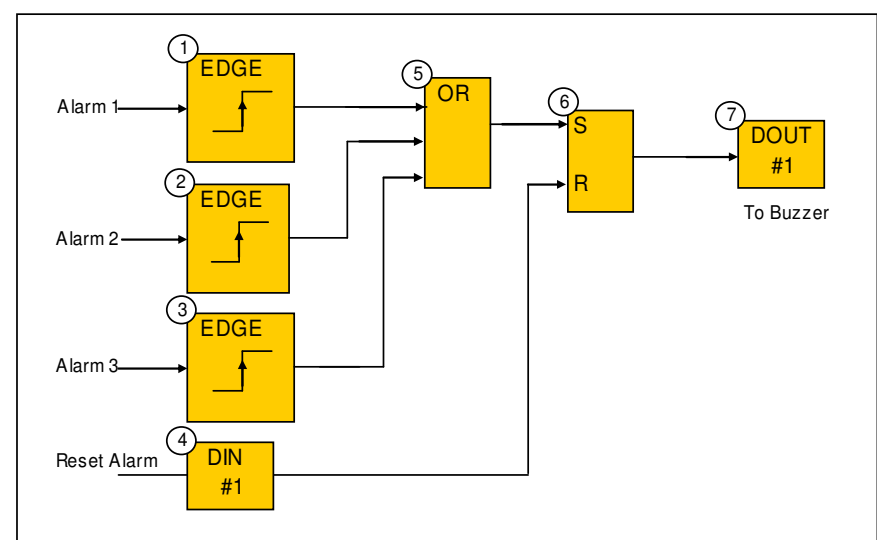 1
EDGE
Alarm 1
2
EDGE
Alarm 2
3
EDGE
Alarm 3
4
DIN
#1
Reset Alarm
5
OR
6
S
R
7
DOUT
#1
To Buzzer